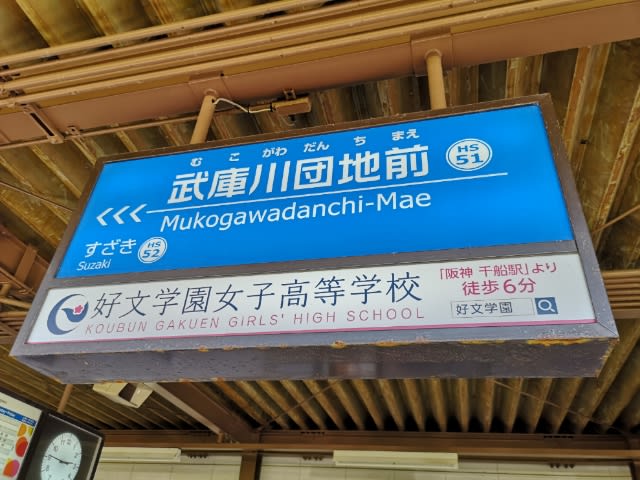 むこがわだんちまえ
武庫川団地前
HS
51
Mukogawadanchi-Mae
すざき
HS
52
Suzaki
好文学園女子高等学校
KOUBUN GAKUEN GIRLS' HIGH SCHOOL
「阪神 千船駅」より
徒歩6分
好文学園